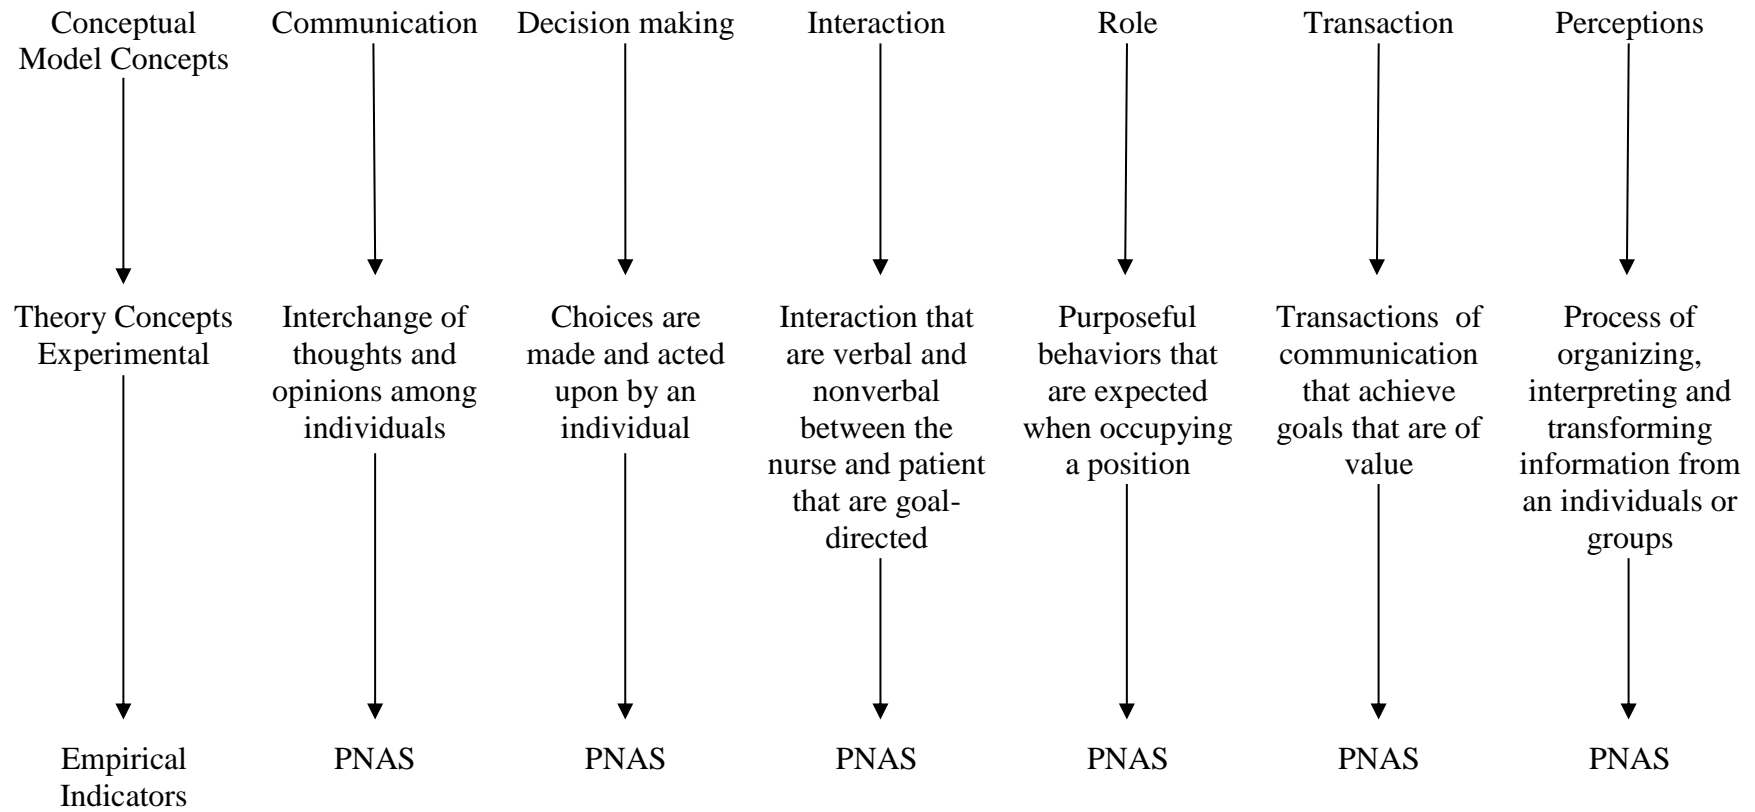 Conceptual
Model Concepts
Communication
Decision making
Interaction
Role
Transaction
Perceptions
Theory Concepts
Experimental
Interchange of
thoughts and
opinions among
individuals
Choices are
made and acted
upon by an
individual
Interaction that
are verbal and
nonverbal
between the
nurse and patient
that are goal-
directed
Purposeful
behaviors that
are expected
when occupying
a position
Transactions of
communication
that achieve
goals that are of
value
Process of
organizing,
interpreting and
transforming
information from
an individuals or
groups
Empirical
Indicators
PNAS
PNAS
PNAS
PNAS
PNAS
PNAS